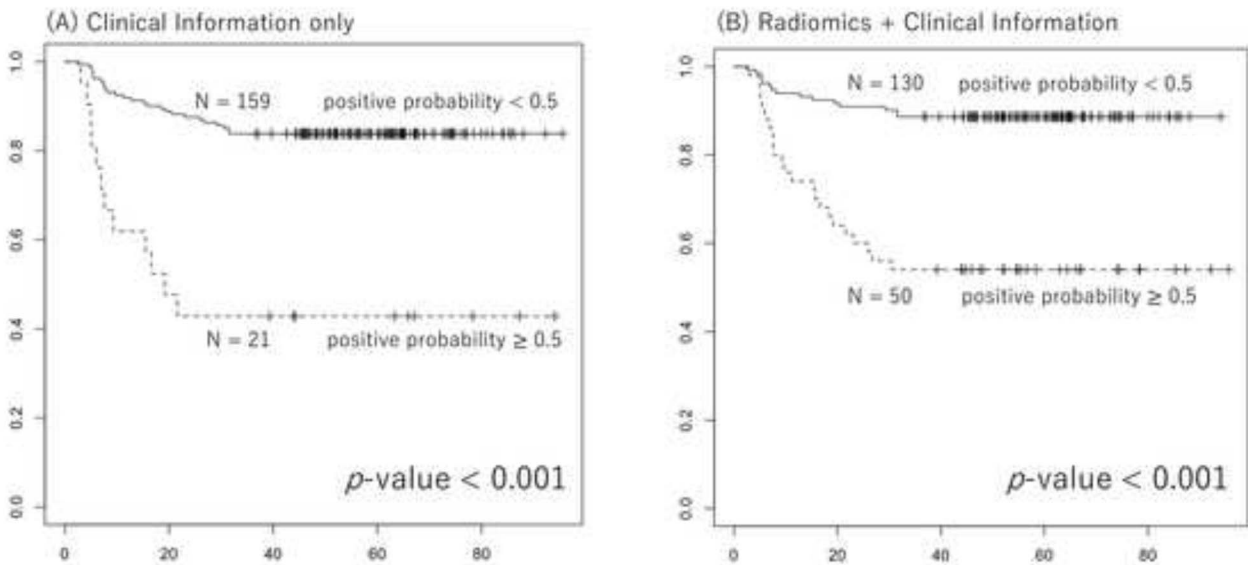 (A) Clinical Information only
1.0
0.8
0.6
0.4
0.2
0.0
N = 159 positive probability < 0.5
N = 21 positive probability ≥ 0.5
p-value < 0.001
0 20 40 60 80
(B) Radiomics + Clinical Information
1.0
0.8
0.6
0.4
0.2
0.0
N = 130 positive probability < 0.5
N = 50 positive probability ≥ 0.5
p-value < 0.001
0 20 40 60 80